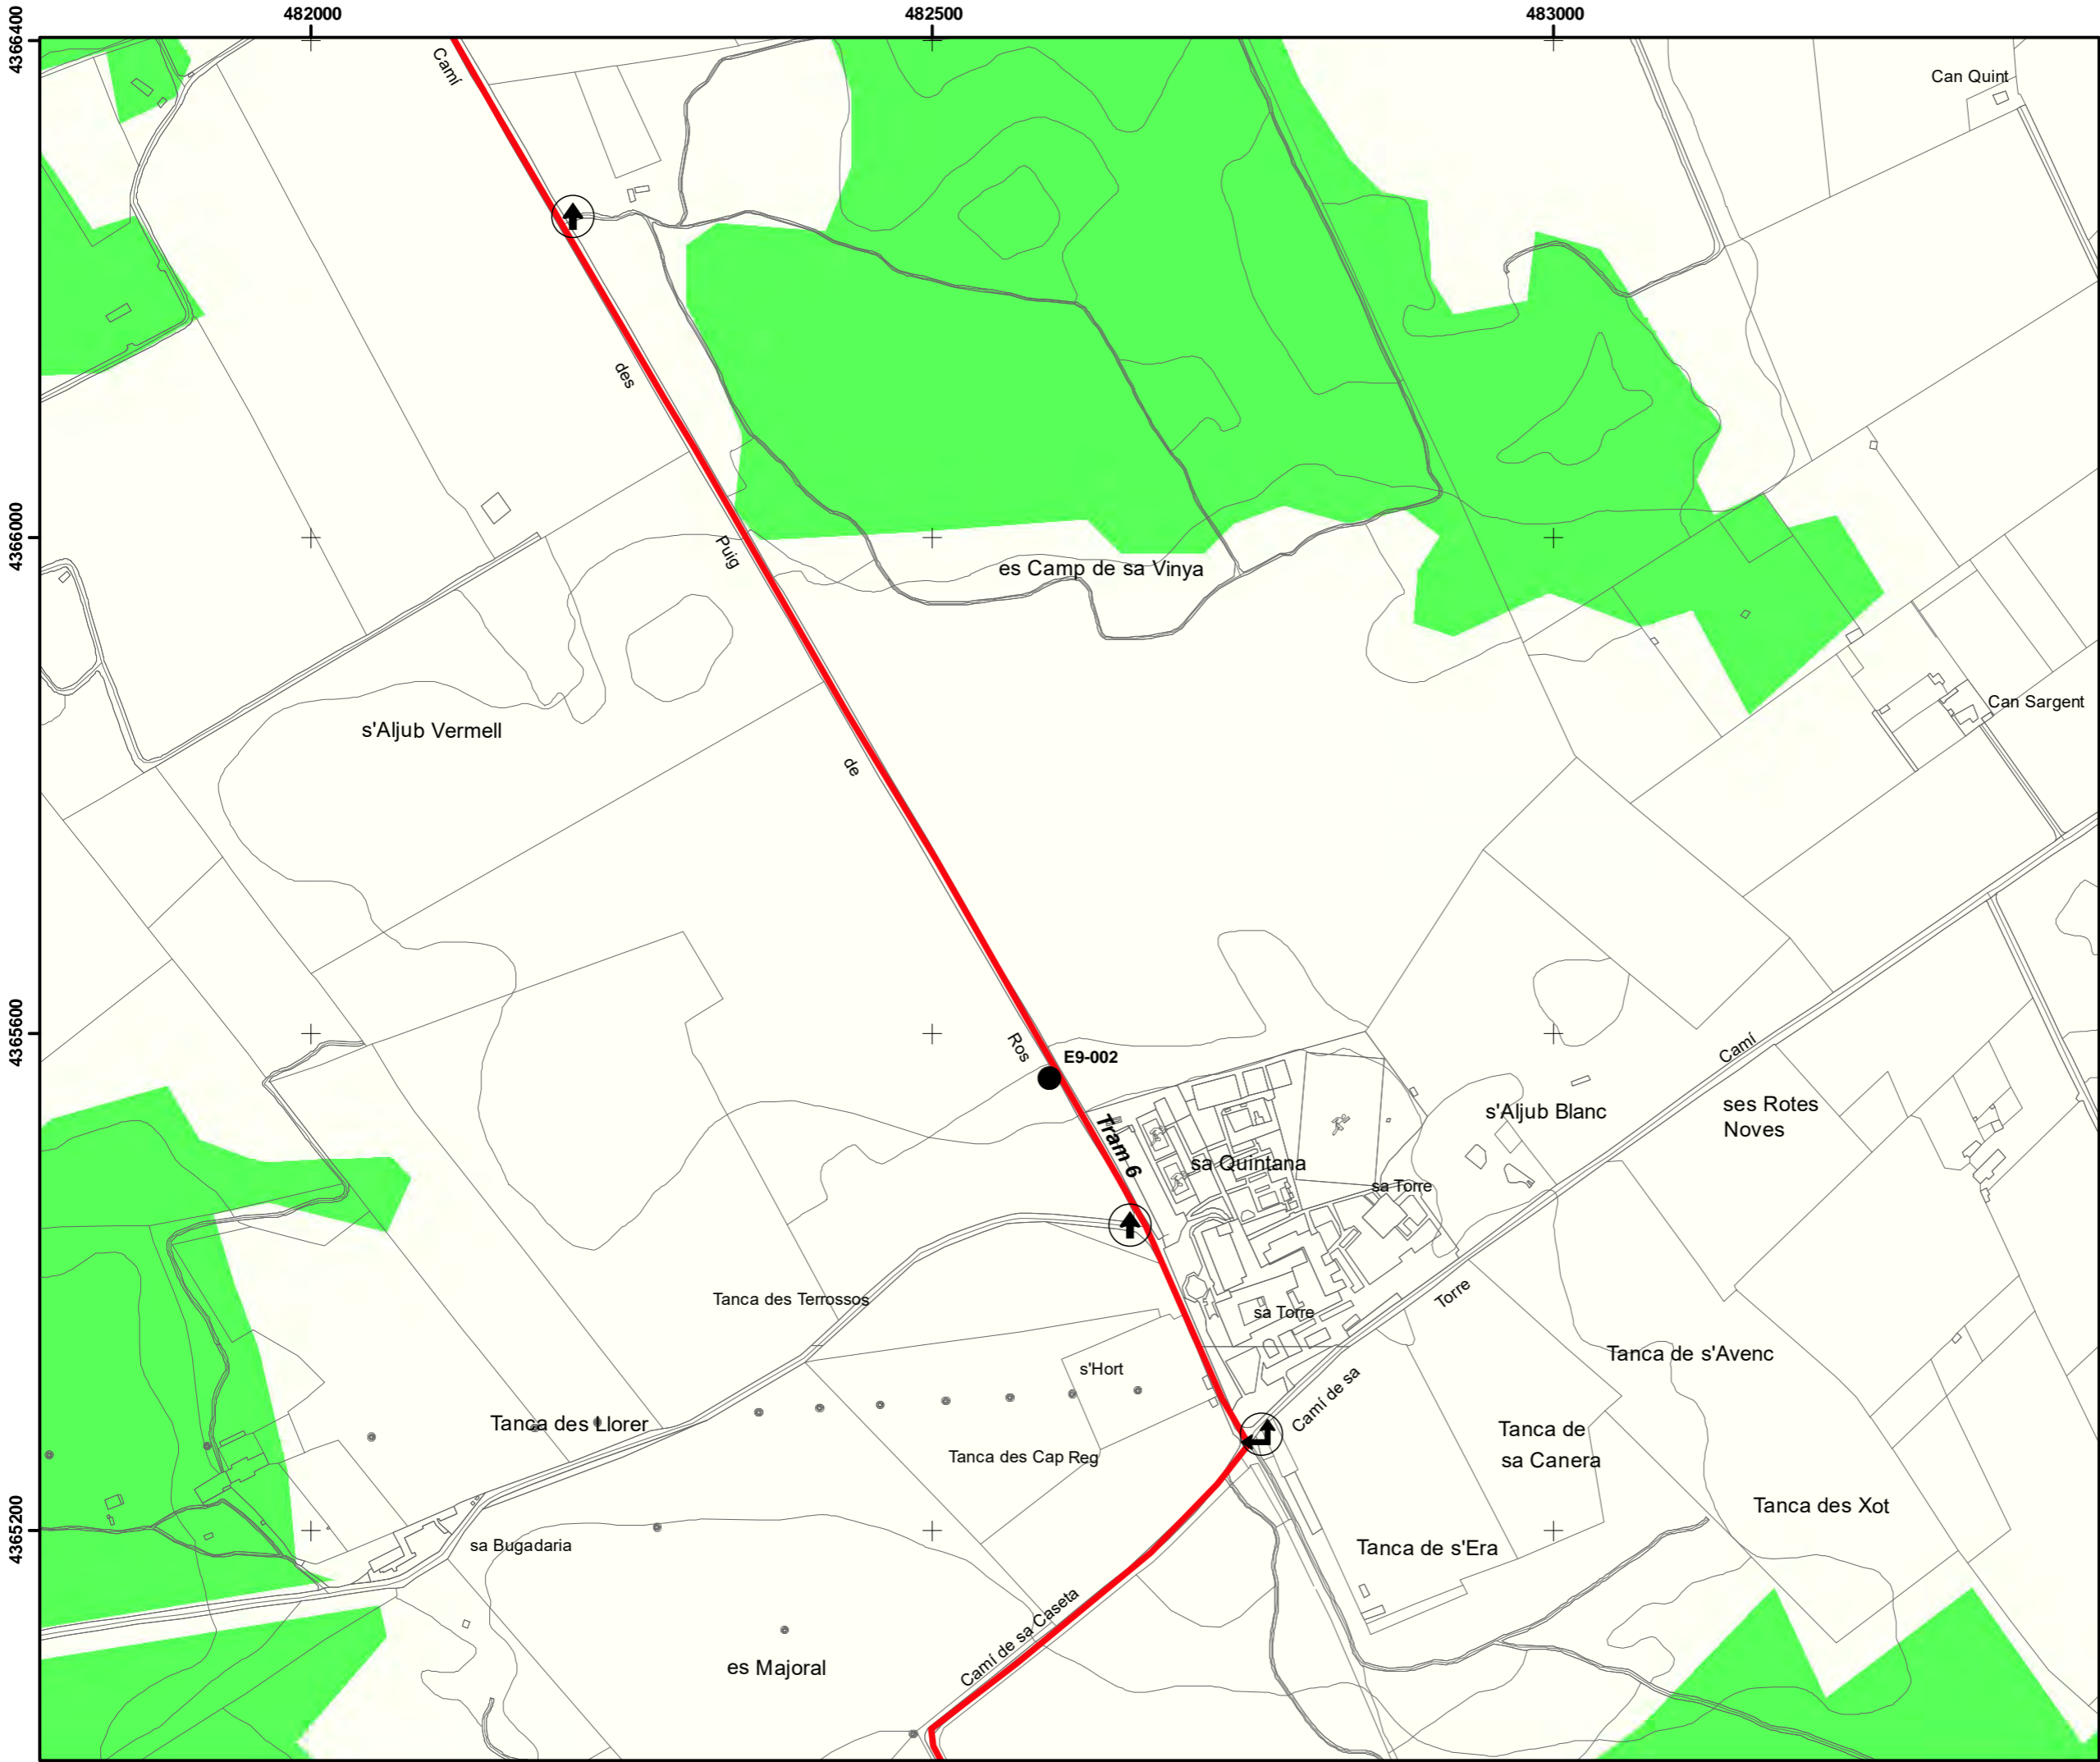 482000
482500
483000
4366400
Camí
Can Quint
des
4366000
Puig
es Camp de sa Vinya
Can Sargent
s'Aljub Vermell
de
4365600
Ros
E9-002
Camí
Tram 6
s'Aljub Blanc
ses Rotes
Noves
sa Quintana
sa Torre
Tanca des Terrossos
Torre
sa Torre
Tanca de s'Avenc
s'Hort
Camí de sa
Tanca des Llorer
Tanca des Cap Reg
Tanca de
sa Canera
Tanca des Xot
4365200
sa Bugadaria
Tanca de s'Era
Camí de sa Caseta
es Majoral